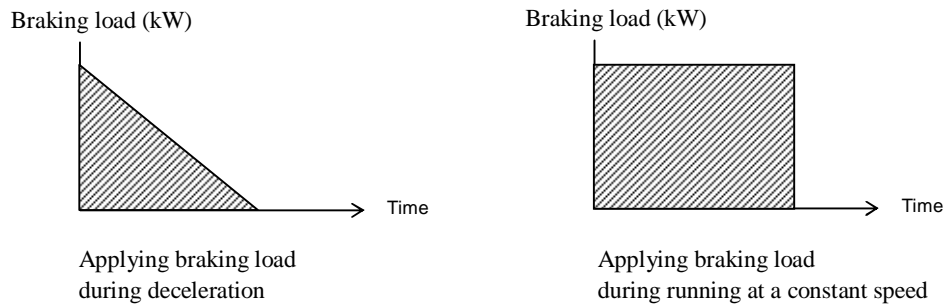 Braking load (kW)
Time
Applying braking load
during deceleration
Braking load (kW)
Time
Applying braking load
during running at a constant speed